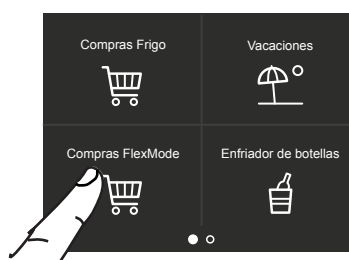 Compras Frigo
Vacaciones
Compras FlexMode
Enfriador de botellas